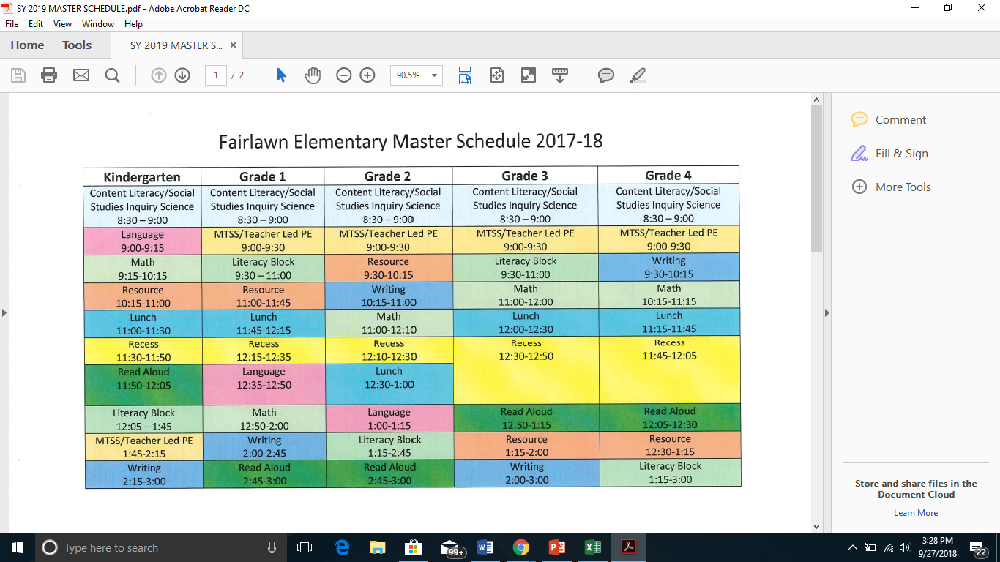 SY 2019 MASTER SCHEDULE.pdf - Adobe Acrobat Reader DC
File Edit View Window Help
Home Tools SY 2019 MASTER S... ×
1 / 2 90.5%
Fairlawn Elementary Master Schedule 2017-18
Kindergarten Grade 1 Grade 2 Grade 3 Grade 4
Content Literacy/Social Content Literacy/Social Content Literacy/Social Content Literacy/Social Content Literacy/Social
Studies Inquiry Science Studies Inquiry Science Studies Inquiry Science Studies Inquiry Science Studies Inquiry Science
8:30 – 9:00 8:30 – 9:00 8:30 – 9:00 8:30 – 9:00 8:30 – 9:00
Language MTSS/Teacher Led PE MTSS/Teacher Led PE MTSS/Teacher Led PE MTSS/Teacher Led PE
9:00-9:15 9:00-9:30 9:00-9:30 9:00-9:30 9:00-9:30
Math Literacy Block Resource Literacy Block Writing
9:15-10:15 9:30 – 11:00 9:30-10:15 9:30-11:00 9:30-10:15
Resource Resource Writing Math Math
10:15-11:00 11:00-11:45 10:15-11:00 11:00-12:00 10:15-11:15
Lunch Lunch Math Lunch Lunch
11:00-11:30 11:45-12:15 11:00-12:10 12:00-12:30 11:15-11:45
Recess Recess Recess Recess Recess
11:30-11:50 12:15-12:35 12:10-12:30 12:30-12:50 11:45-12:05
Read Aloud Language Lunch
11:50-12:05 12:35-12:50 12:30-1:00
Literacy Block Math Language Read Aloud Read Aloud
12:05 – 1:45 12:50-2:00 1:00-1:15 12:50-1:15 12:05-12:30
MTSS/Teacher Led PE Writing Literacy Block Resource Resource
1:45-2:15 2:00-2:45 1:15-2:45 1:15-2:00 12:30-1:15
Writing Read Aloud Read Aloud Writing Literacy Block
2:15-3:00 2:45-3:00 2:45-3:00 2:00-3:00 1:15-3:00
Comment
Fill & Sign
More Tools
Store and share files in the
Document Cloud
Learn More
Type here to search
99+
3:28 PM
9/27/2018
22